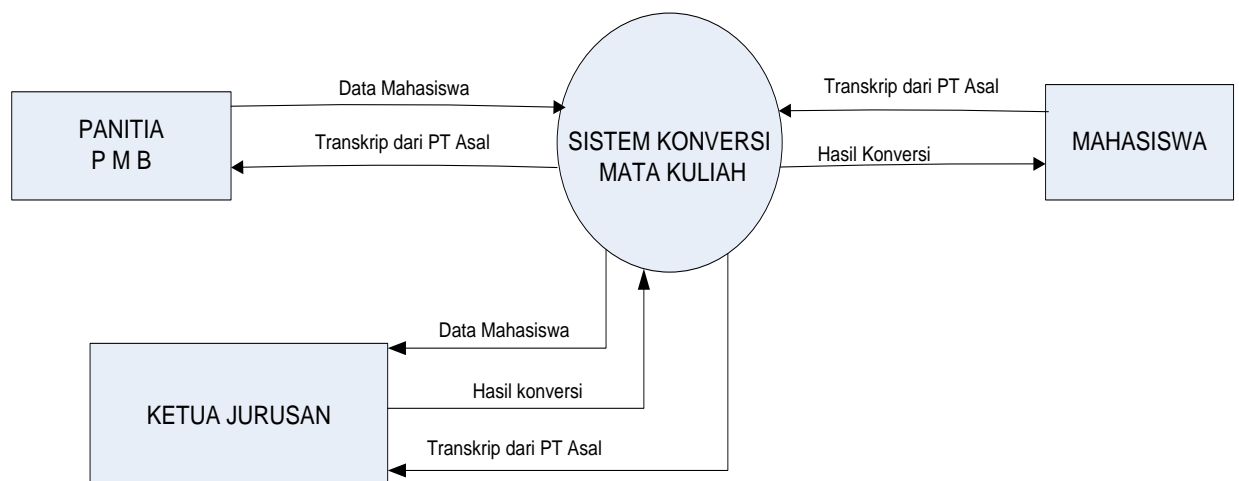 Data Mahasiswa
Transkrip dari PT Asal
PANITIA
P M B
Transkrip dari PT Asal
SISTEM KONVERSI
MATA KULIAH
MAHASISWA
Hasil Konversi
Data Mahasiswa
Hasil konversi
KETUA JURUSAN
Transkrip dari PT Asal